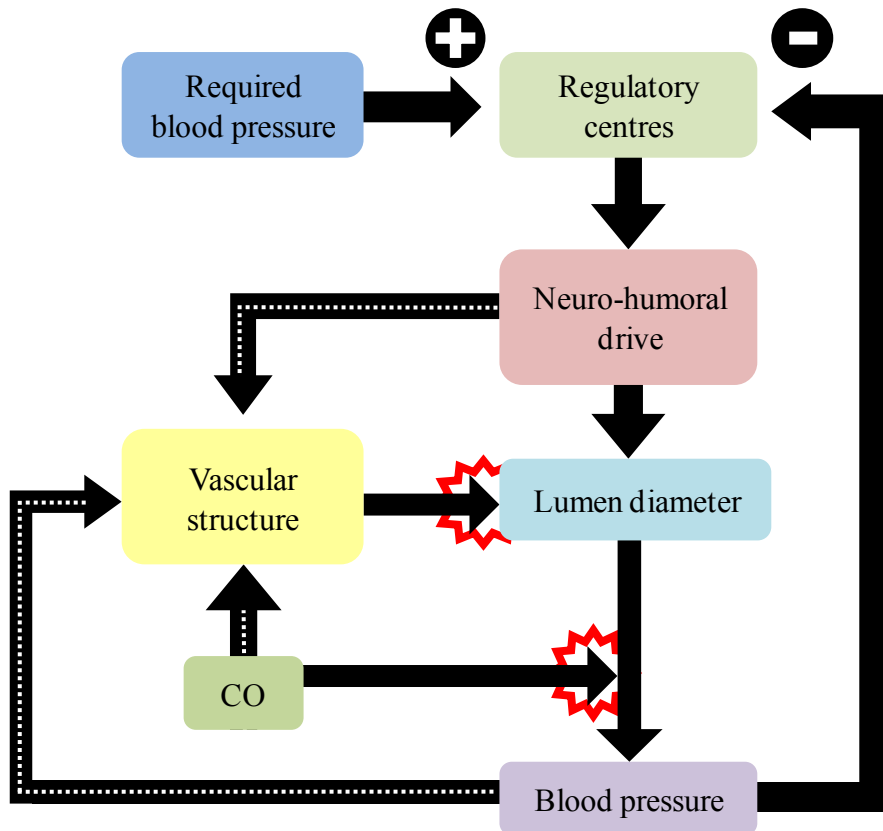 +
-
Required
blood pressure
Regulatory
centres
Neuro-humoral
drive
Vascular
structure
Lumen diameter
CO
Blood pressure